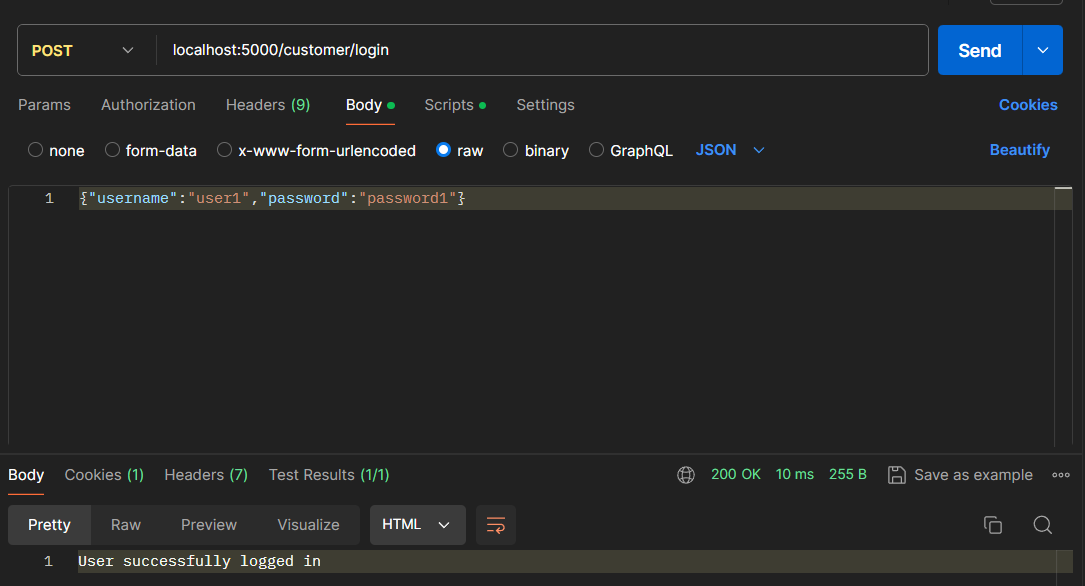 POST localhost:5000/customer/login Send
Params Authorization Headers (9) Body Scripts Settings Cookies
none form-data x-www-form-urlencoded raw binary GraphQL JSON Beautify
1 {"username":"user1","password":"password1"}
Body Cookies (1) Headers (7) Test Results (1/1) 200 OK 10 ms 255 B Save as example
Pretty Raw Preview Visualize HTML
1 User successfully logged in